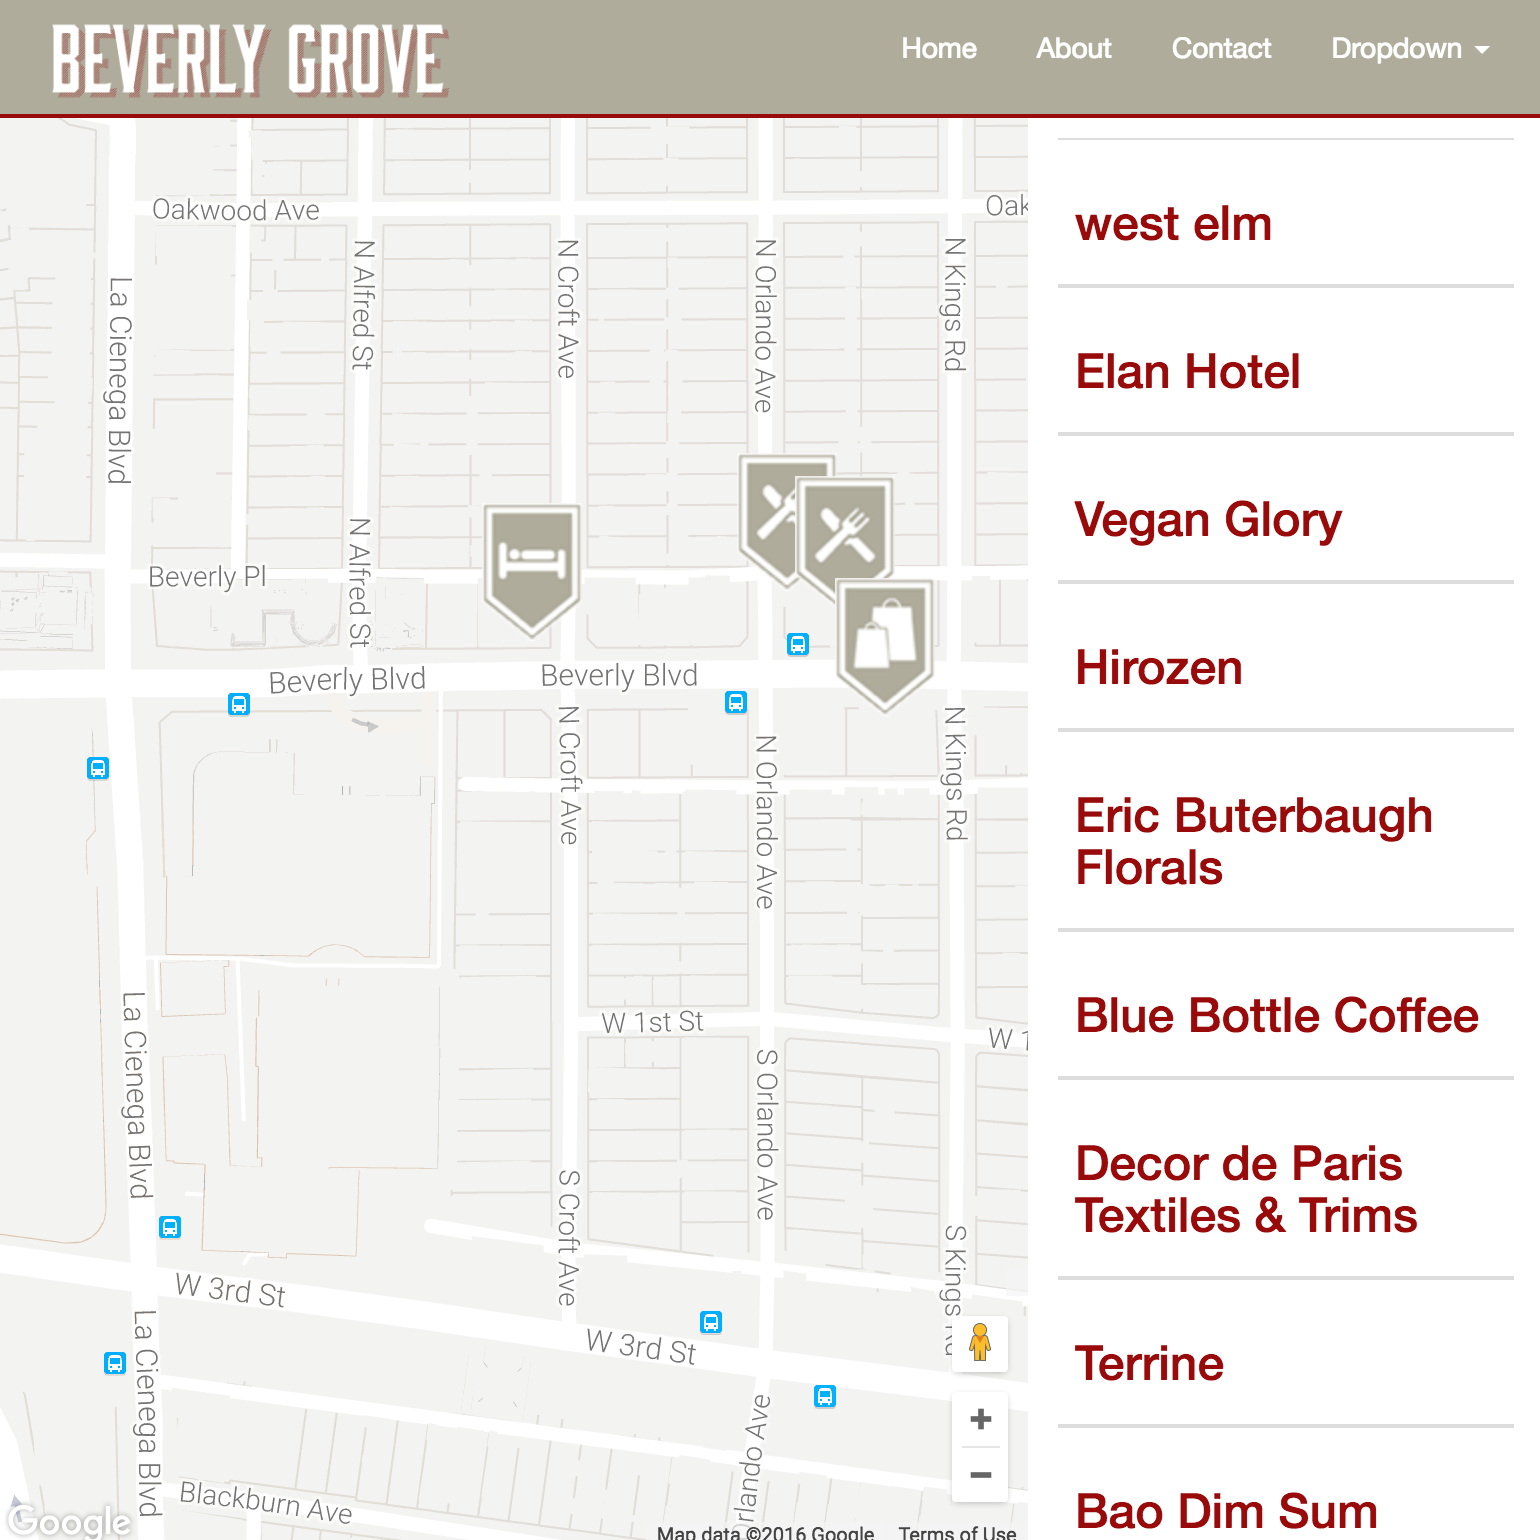 BEVERLY GROVE
Home
About
Contact
Dropdown
Oakwood Ave
Oak
La Cienega Blvd
N Alfred St
N Croft Ave
N Orlando Ave
N Kings Rd
N Alfred St
Beverly Pl
Beverly Blvd
Beverly Blvd
N Croft Ave
N Orlando Ave
N Kings Rd
La Cienega Blvd
W 1st St
W 1
S Orlando Ave
S Croft Ave
S Kings Rd
W 3rd St
W 3rd St
La Cienega Blvd
rlando Ave
Blackburn Ave
Google
Map data ©2016 Google
Terms of Use
west elm
Elan Hotel
Vegan Glory
Hirozen
Eric Buterbaugh
Florals
Blue Bottle Coffee
Decor de Paris
Textiles & Trims
Terrine
Bao Dim Sum